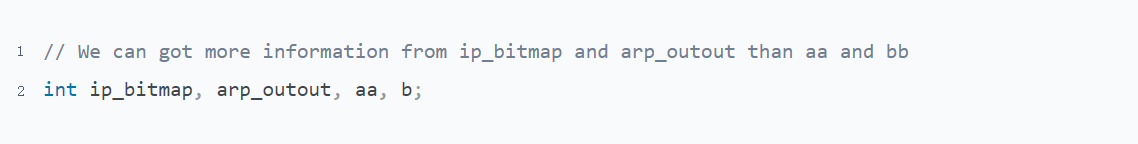 1 // We can got more information from ip_bitmap and arp_outout than aa and bb
2 int ip_bitmap, arp_outout, aa, b;